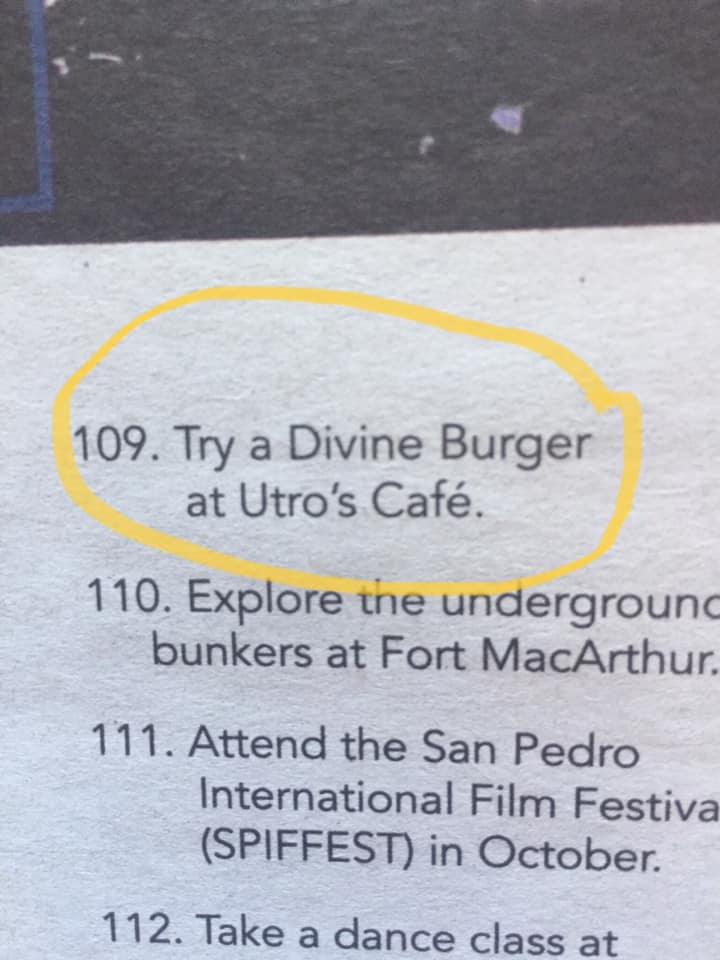 109. Try a Divine Burger
at Utro's Café.
110. Explore the underground
bunkers at Fort MacArthur.
111. Attend the San Pedro
International Film Festiva
(SPIFFEST) in October.
112. Take a dance class at